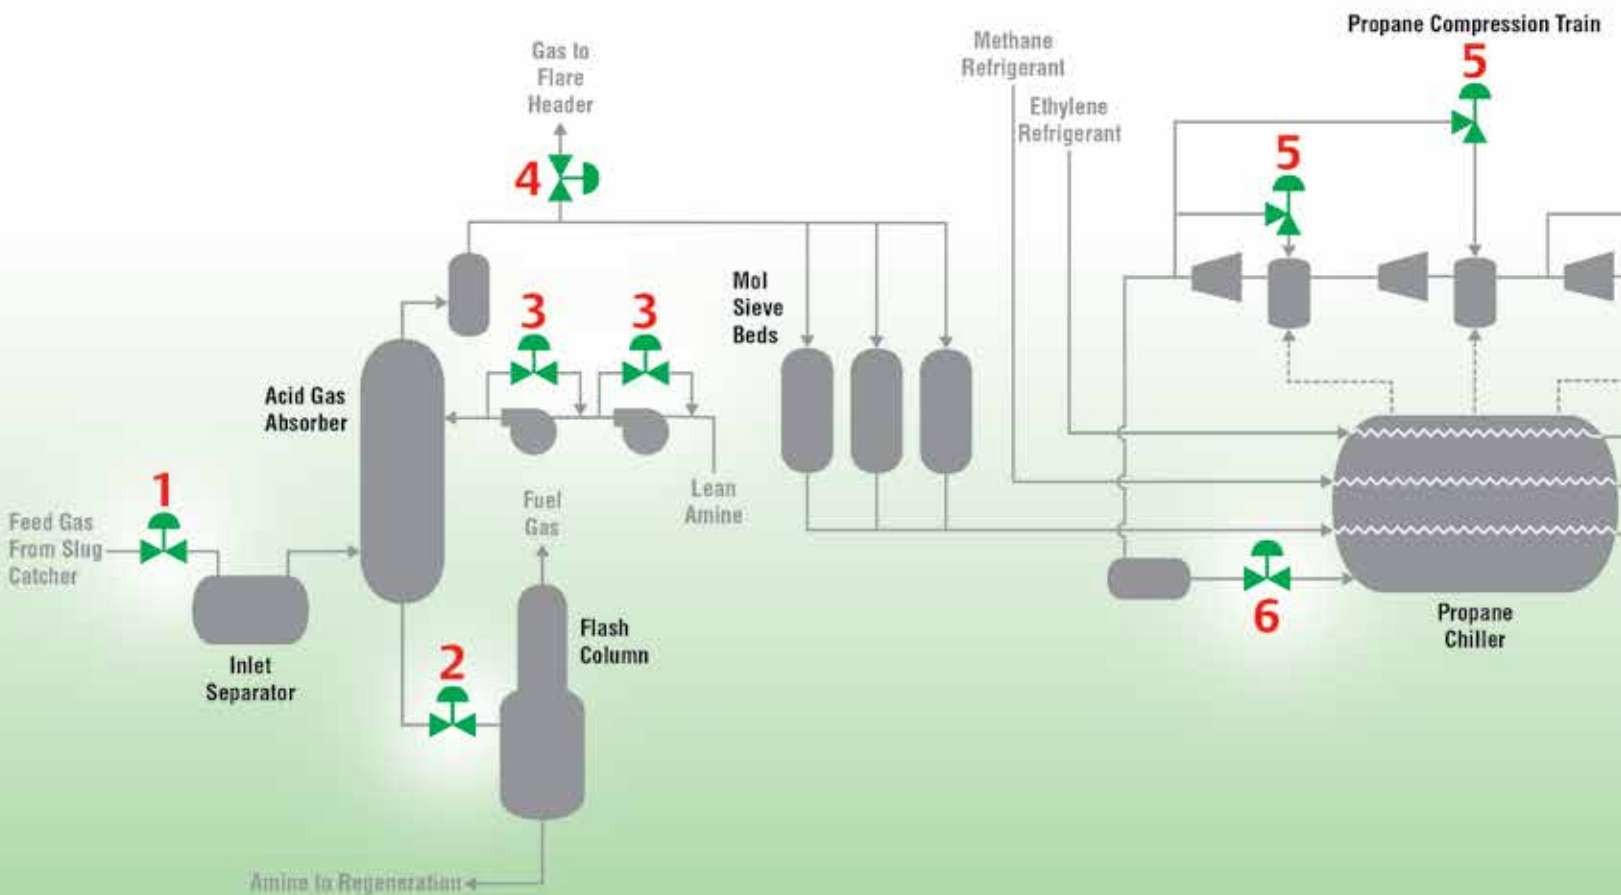 Propane Compression Train
5
Methane
Refrigerant
Gas to
Flare
Header
Ethylene
Refrigerant
5
4
Mol
Sieve
Beds
3
3
Acid Gas
Absorber
1
Feed Gas
From Slug
Catcher
Fuel
Gas
Lean
Amine
6
Propane
Chiller
Flash
Column
2
Inlet
Separator
Amine to Regeneration